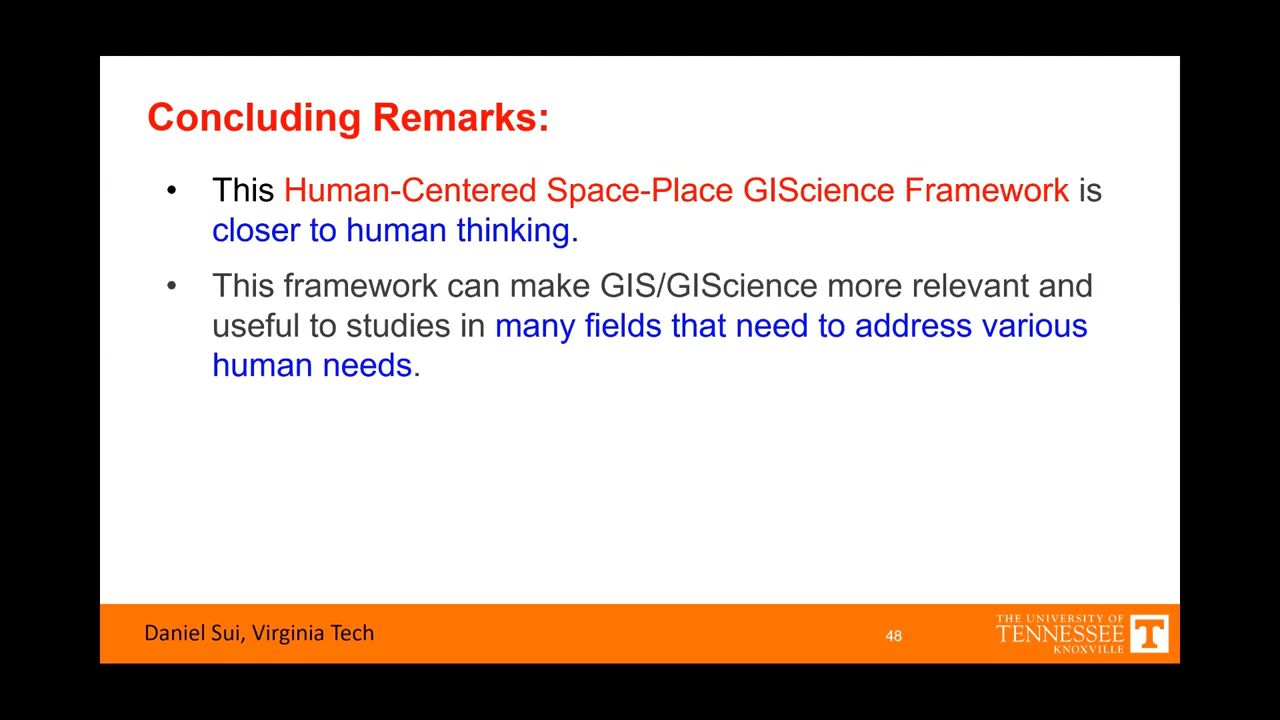 Concluding Remarks:
• This Human-Centered Space-Place GIScience Framework is
closer to human thinking.
• This framework can make GIS/GIScience more relevant and
useful to studies in many fields that need to address various
human needs.
Daniel Sui, Virginia Tech
48
THE UNIVERSITY OF
TENNESSEE
KNOXVILLE
T